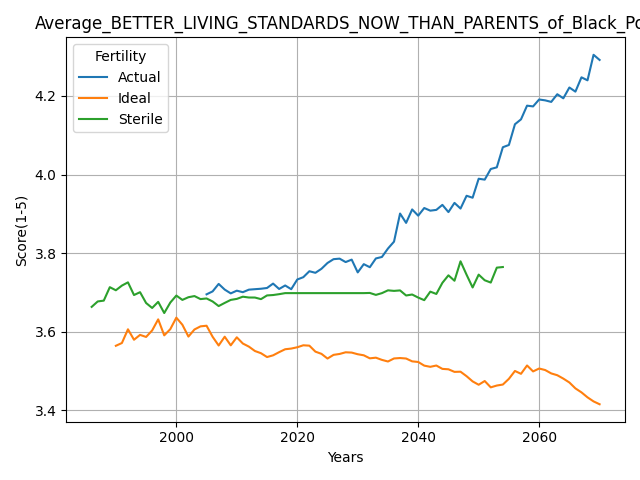 Average_BETTER_LIVING_STANDARDS_NOW_THAN_PARENTS_of_Black_Po
Fertility
Actual
Ideal
Sterile
Score(1-5)
4.2
4.0
3.8
3.6
3.4
2000 2020 2040 2060
Years